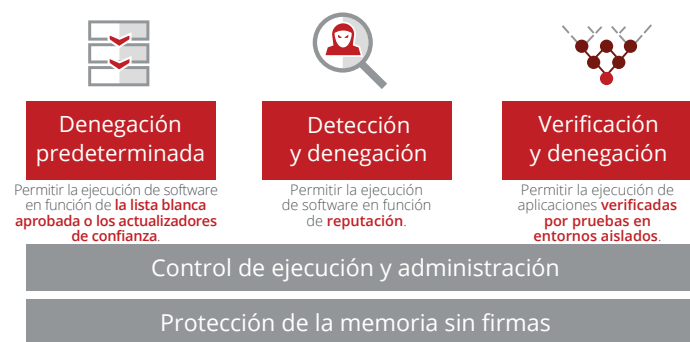 Denegación
predeterminada
Permitir la ejecución de software
en función de la lista blanca
aprobada o los actualizadores
de confianza.
Detección
y denegación
Permitir la ejecución
de software en función
de reputación.
Verificación
y denegación
Permitir la ejecución de
aplicaciones verificadas
por pruebas en
entornos aislados.
Control de ejecución y administración
Protección de la memoria sin firmas